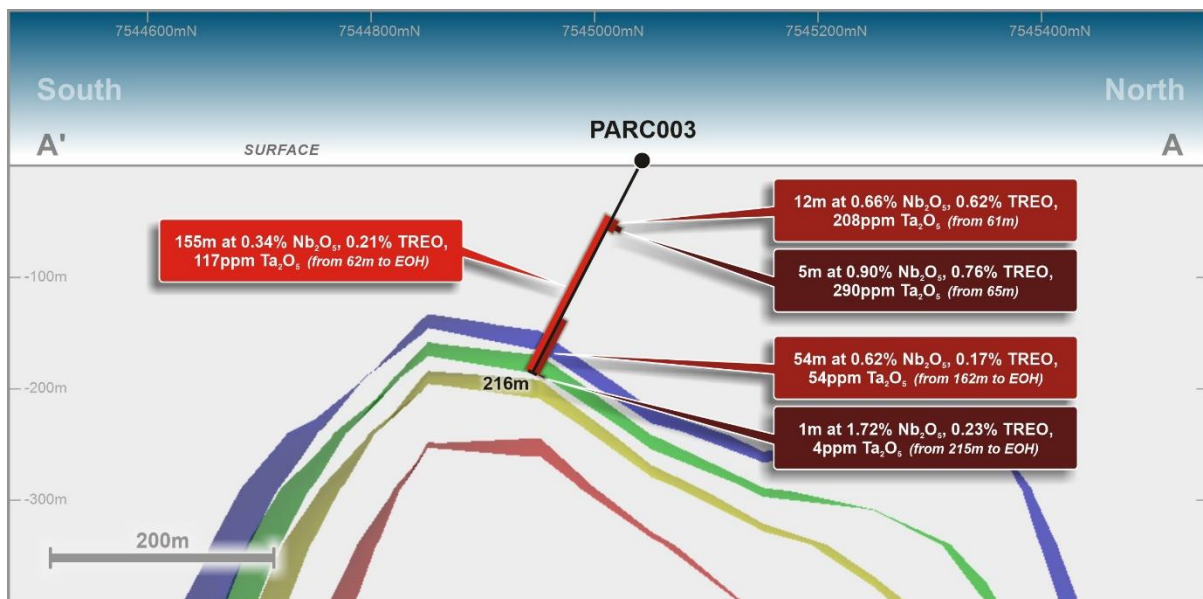 7544600mN 7544800mN 7545000mN 7545200mN 7545400mN
South North
PARC003
A' SURFACE A
12m at 0.66% Nb₂O₅, 0.62% TREO,
208ppm Ta₂O₅ (from 61m)
155m at 0.34% Nb₂O₅, 0.21% TREO,
117ppm Ta₂O₅ (from 62m to EOH)
5m at 0.90% Nb₂O₅, 0.76% TREO,
290ppm Ta₂O₅ (from 65m)
-100m
54m at 0.62% Nb₂O₅, 0.17% TREO,
54ppm Ta₂O₅ (from 162m to EOH)
-200m
216m
1m at 1.72% Nb₂O₅, 0.23% TREO,
4ppm Ta₂O₅ (from 215m to EOH)
-300m
200m